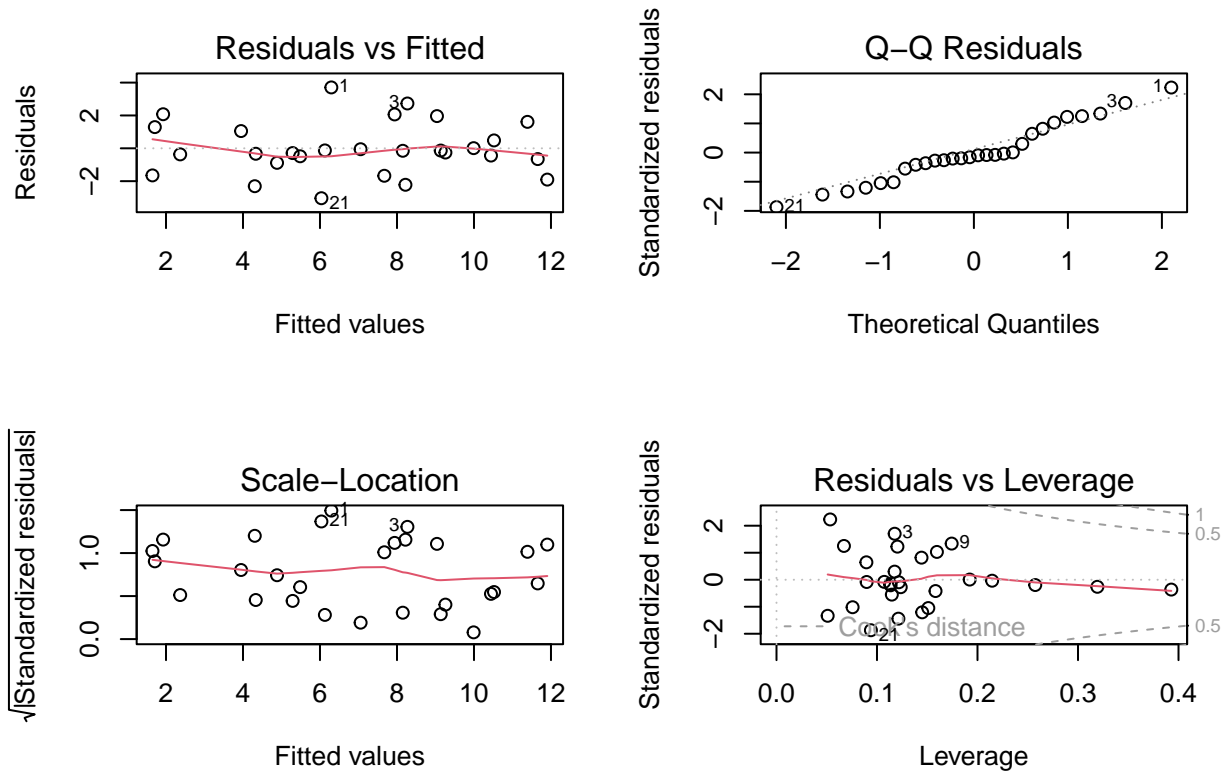 Residuals vs Fitted
Residuals
2
−2
1
3
21
2 4 6 8 10 12
Fitted values
Q−Q Residuals
Standardized residuals
2
0
−2
1
3
21
−2 −1 0 1 2
Theoretical Quantiles
Scale−Location
√|Standardized residuals|
1.0
0.0
1
21
3
2 4 6 8 10 12
Fitted values
Residuals vs Leverage
Standardized residuals
2
0
−2
3
9
21
Cook's distance
1
0.5
0.5
0.0 0.1 0.2 0.3 0.4
Leverage